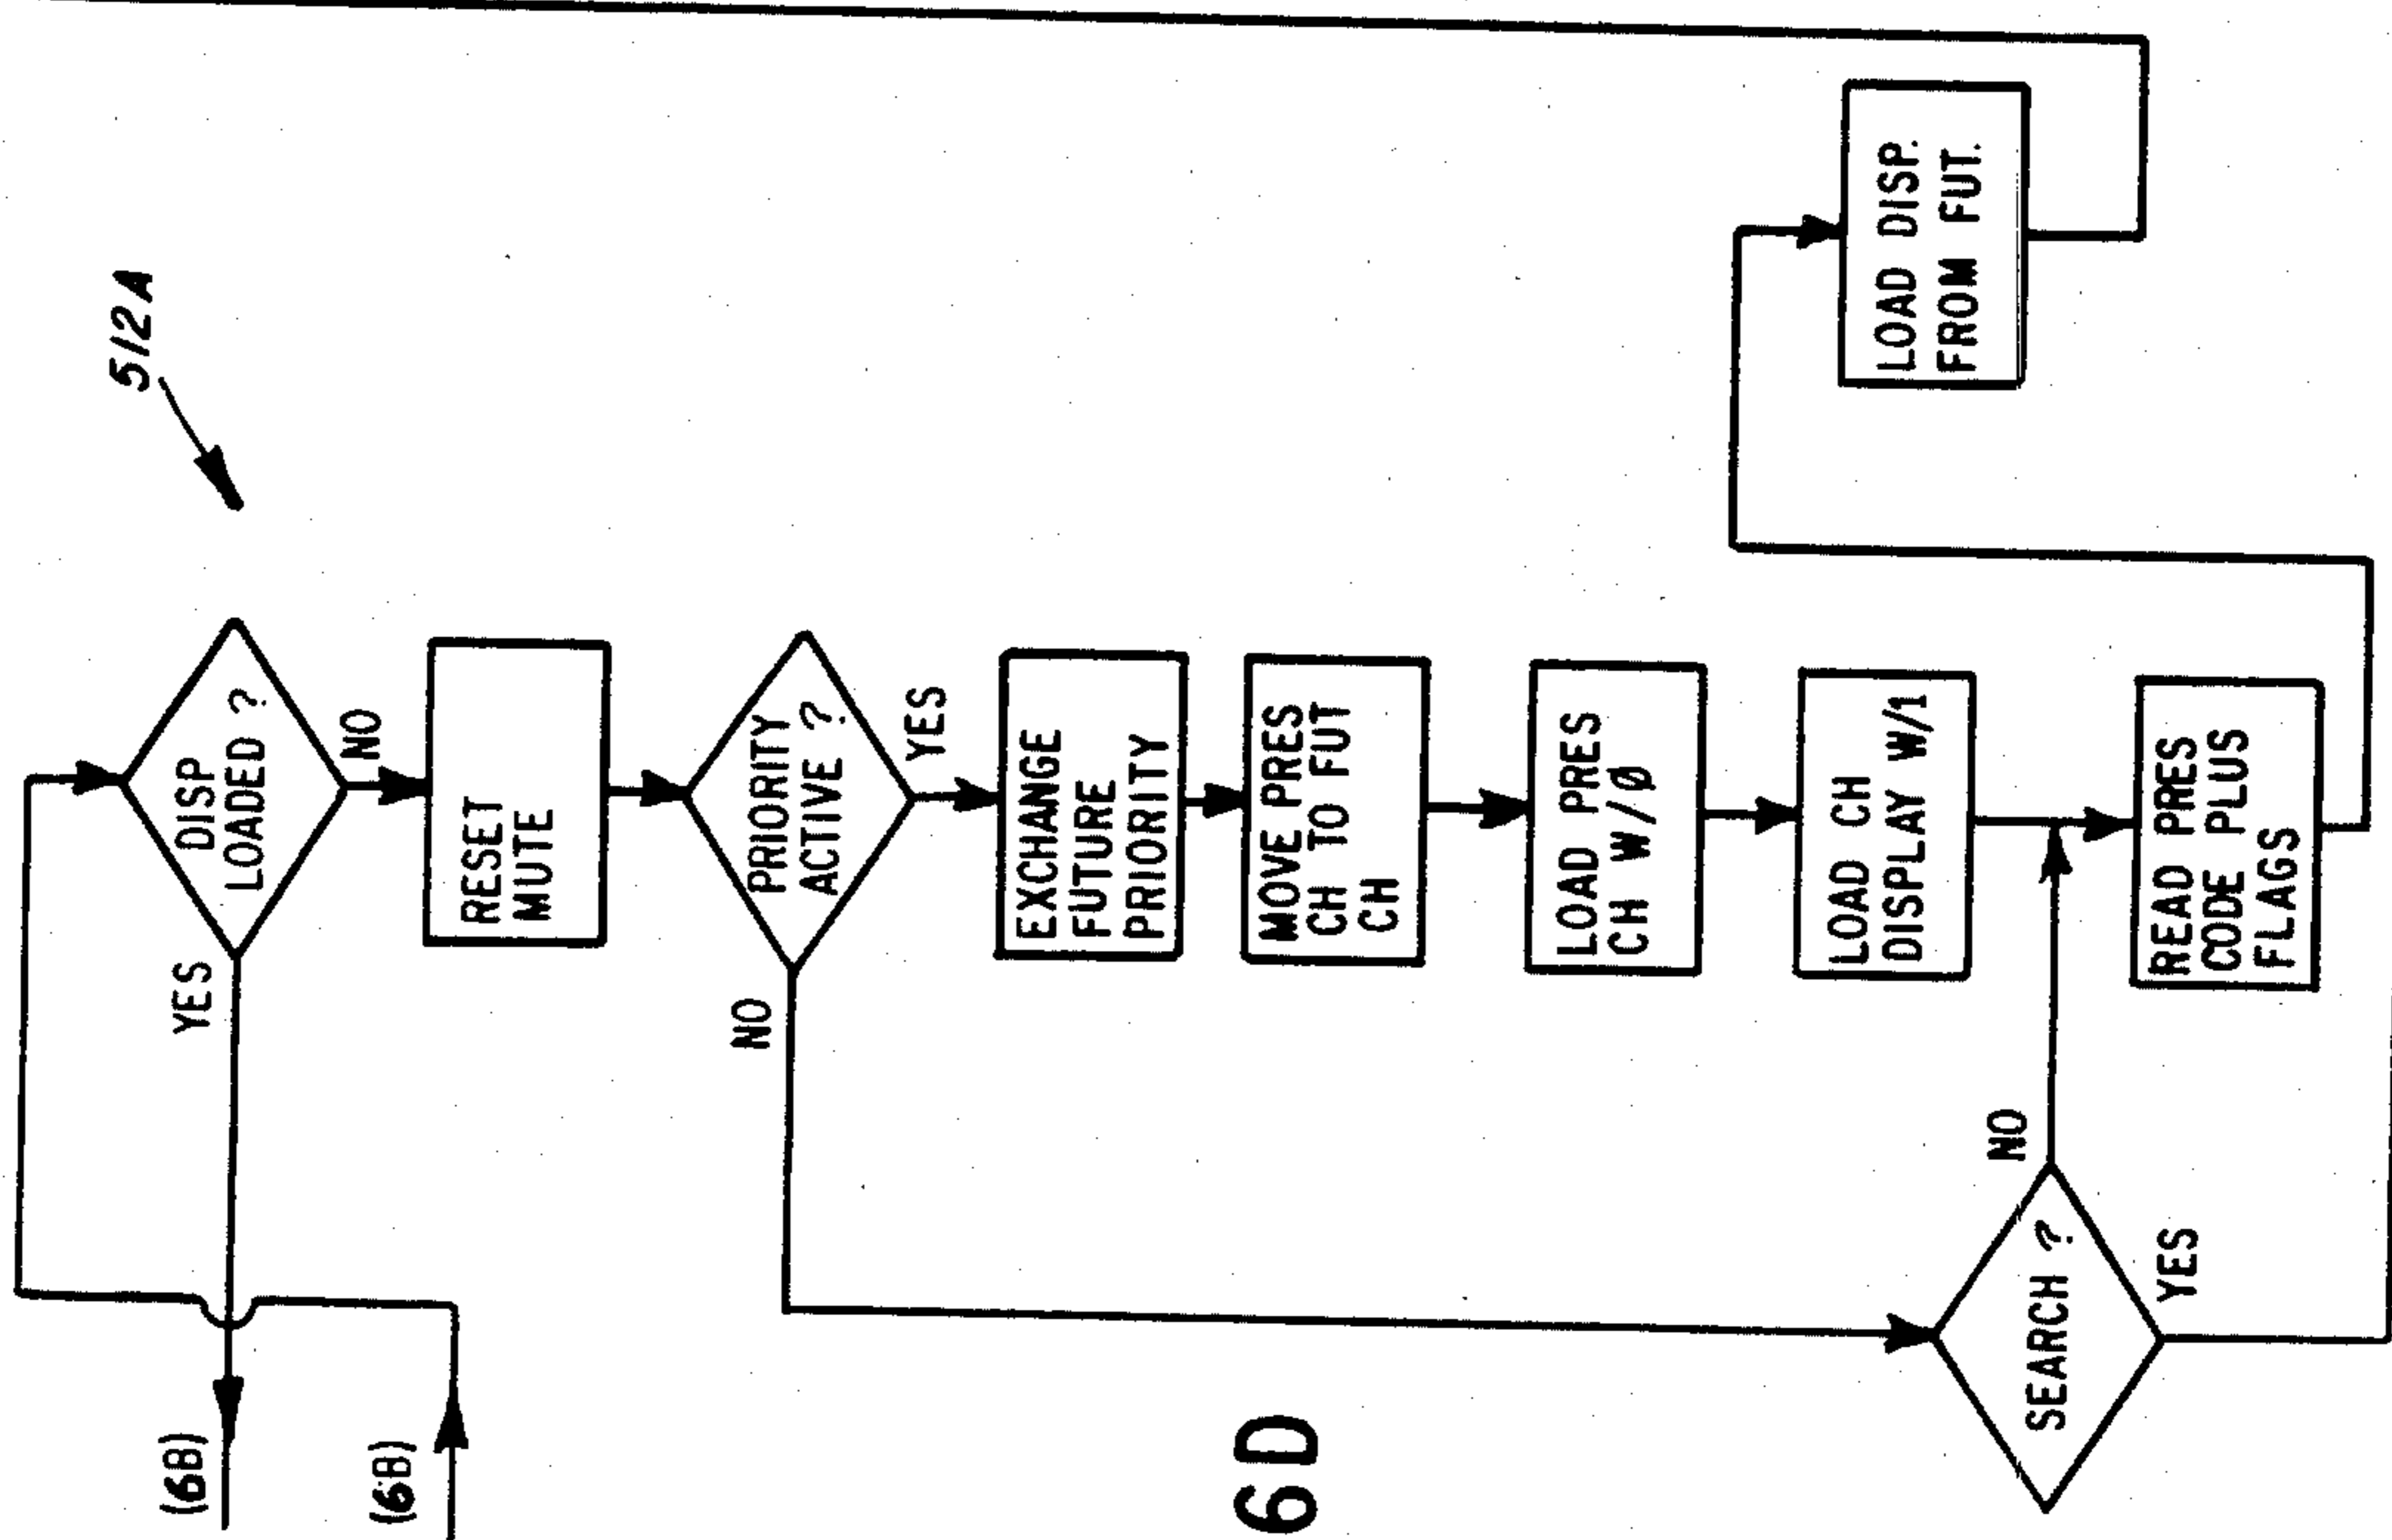 512A
(6B)
YES
DISP
LOADED ?
NO
(6B)
RESET
MUTE
NO
PRIORITY
ACTIVE ?
YES
EXCHANGE
FUTURE
PRIORITY
MOVE PRES
CH TO FUT
CH
LOAD PRES
CH W/Ø
LOAD CH
DISPLAY W/1
SEARCH ?
NO
YES
READ PRES
CODE PLUS
FLAGS
LOAD DISP.
FROM FUT.
6D